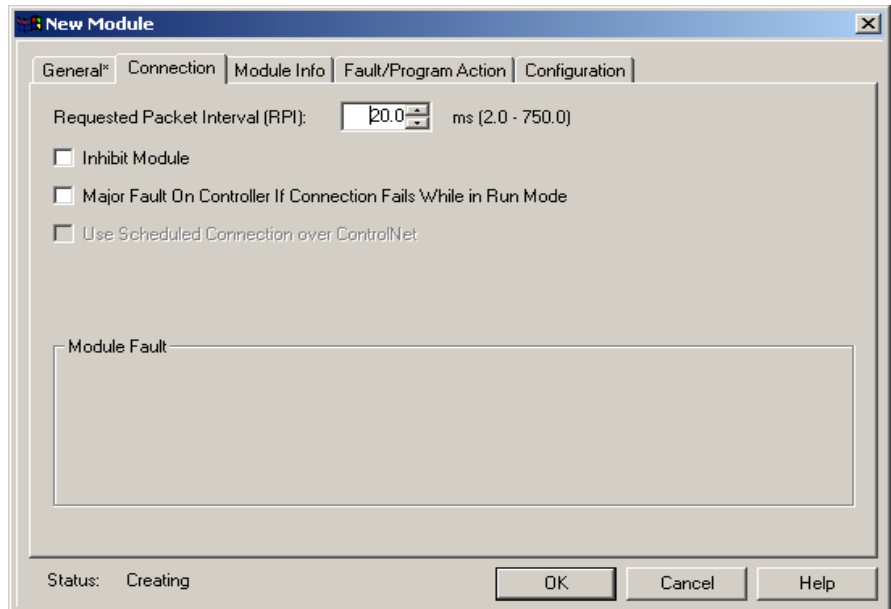 New Module
General* Connection Module Info Fault/Program Action Configuration
Requested Packet Interval (RPI): 20.0 ms (2.0 - 750.0)
Inhibit Module
Major Fault On Controller If Connection Fails While in Run Mode
Use Scheduled Connection over ControlNet
Module Fault
Status: Creating OK Cancel Help